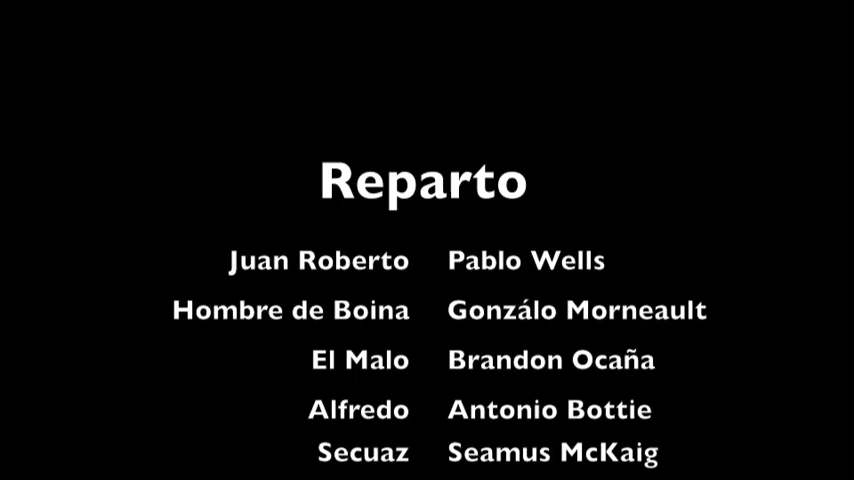 Reparto
Juan Roberto Pablo Wells
Hombre de Boina Gonzálo Morneault
El Malo Brandon Ocaña
Alfredo Antonio Bottie
Secuaz Seamus McKaig